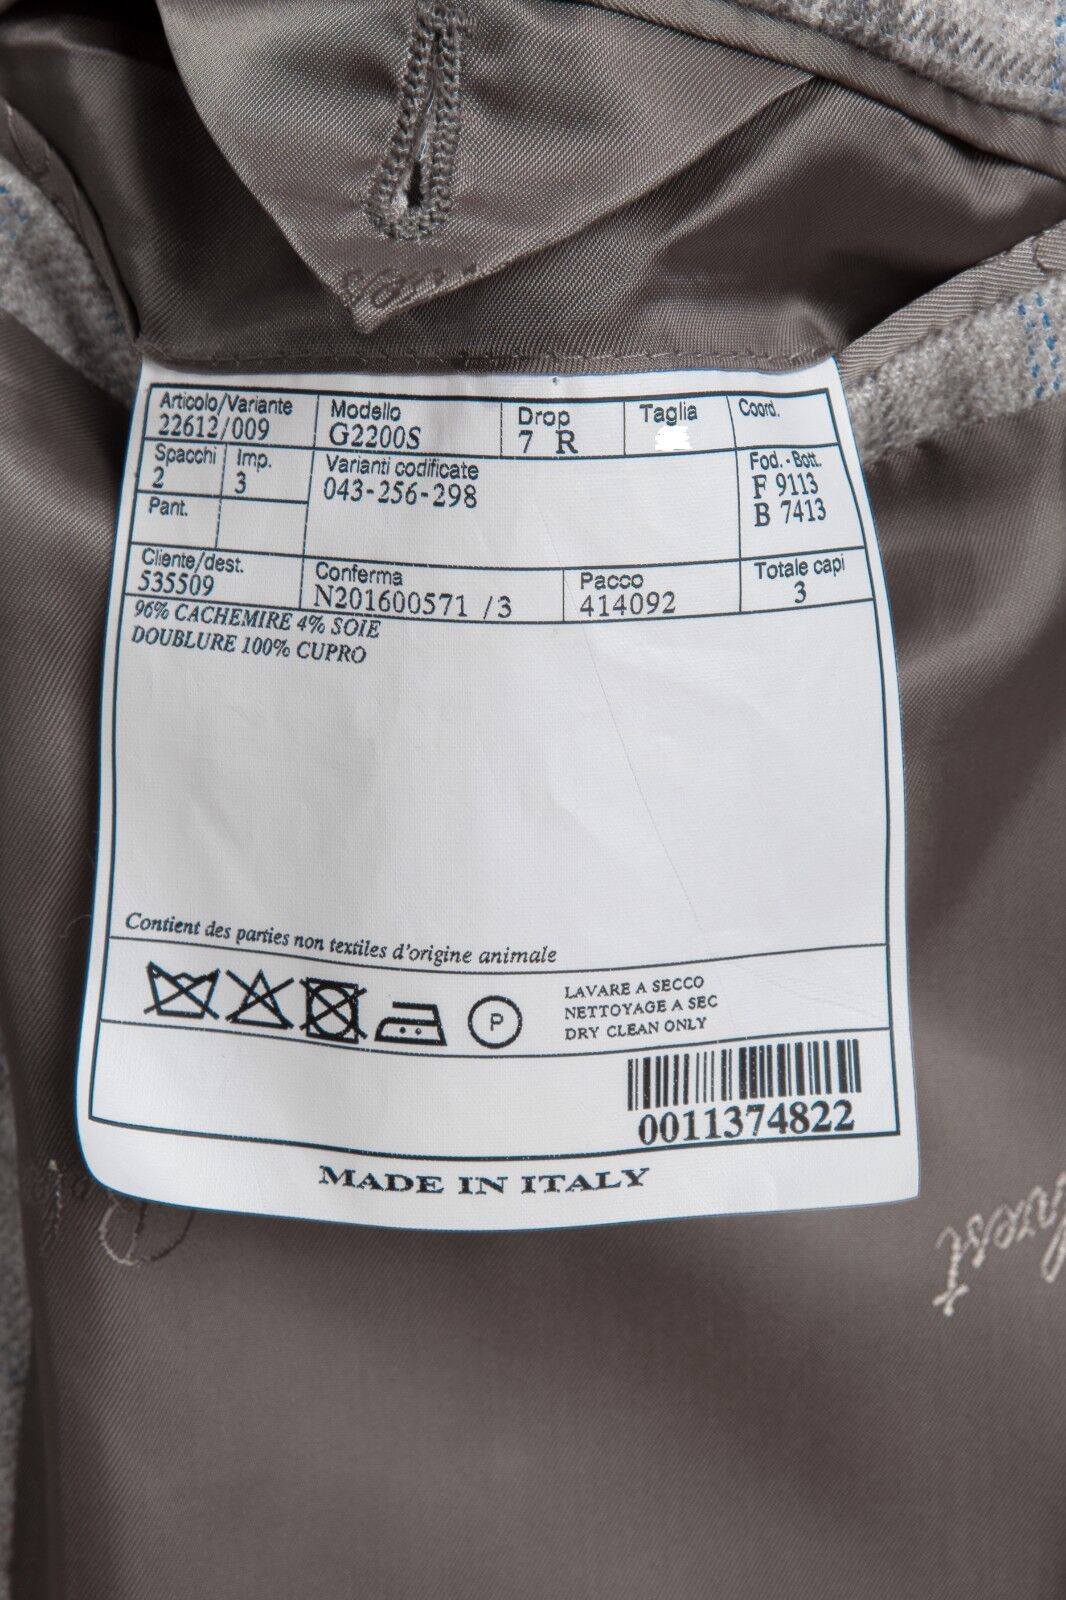 Articolo/Variante Modello Drop Taglia Coord.
22612/009 G2200S 7 R
Spacchi Imp. Varianti codificate Fod.-Bott.
2 3 043-256-298 F 9113
Pant. B 7413
Cliente/dest. Conferma Pacco Totale capi
535509 N201600571 /3 414092 3
96% CACHEMIRE 4% SOIE
DOUBLURE 100% CUPRO
Contient des parties non textiles d'origine animale
P
LAVARE A SECCO
NETTOYAGE A SEC
DRY CLEAN ONLY
0011374822
MADE IN ITALY